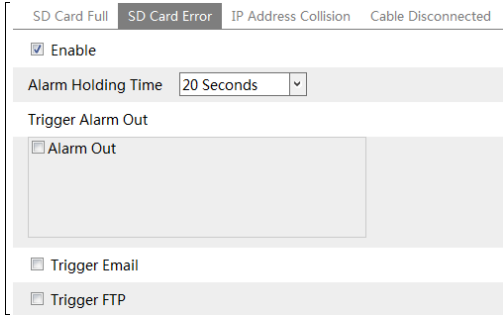 SD Card Full SD Card Error IP Address Collision Cable Disconnected
Enable
Alarm Holding Time 20 Seconds
Trigger Alarm Out
Alarm Out
Trigger Email
Trigger FTP